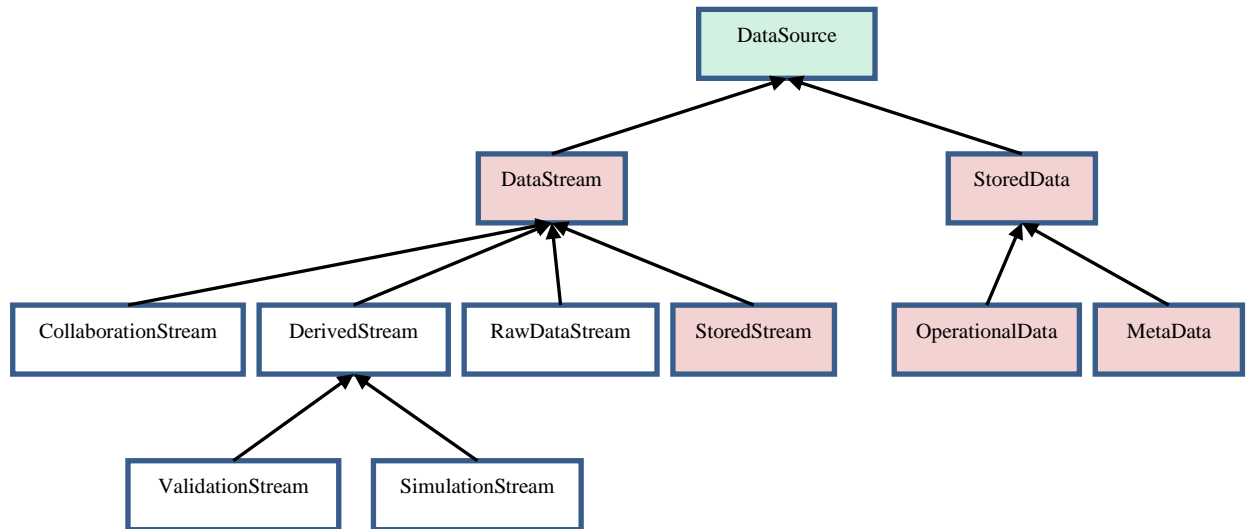 DataSource
DataStream
StoredData
CollaborationStream
DerivedStream
RawDataStream
StoredStream
OperationalData
MetaData
ValidationStream
SimulationStream